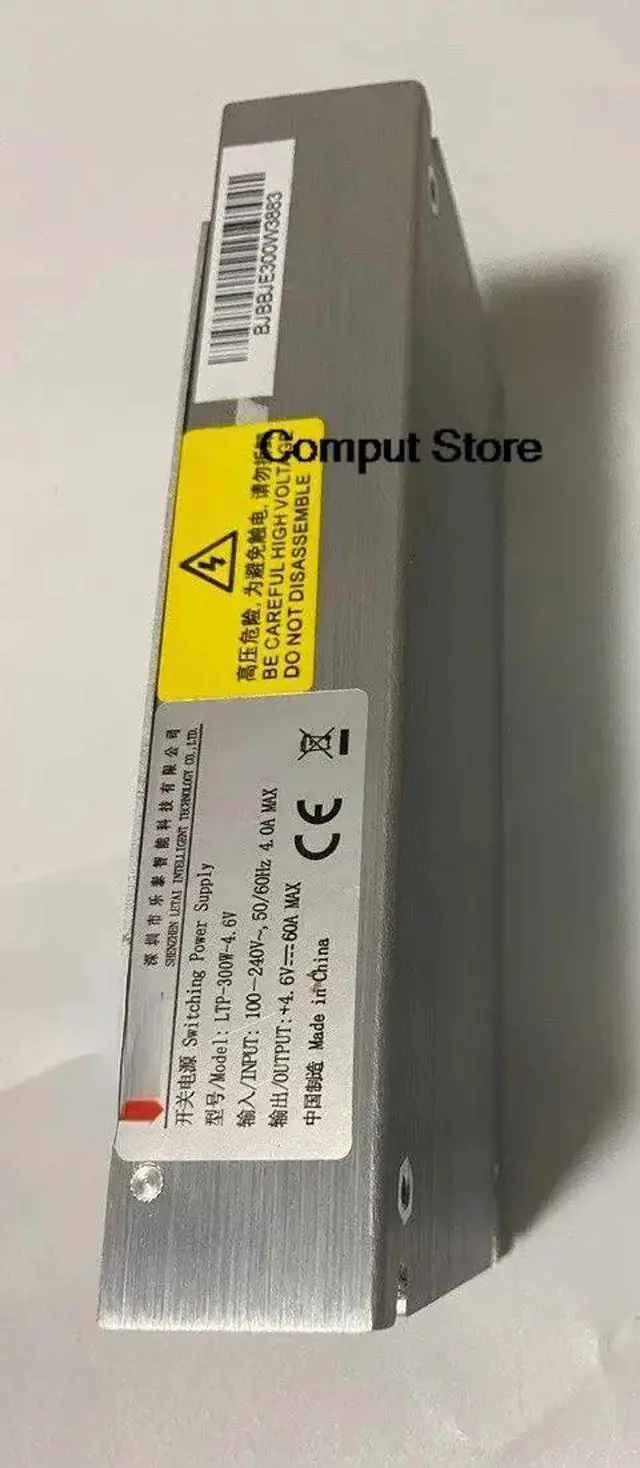 BJBBJE300W3883
Comput Store
高压危险,为避免触电,请勿拆
BE CAREFUL HIGH VOLTAGE
DO NOT DISASSEMBLE
深圳市乐泰智能科技有限公司
SHENZHEN LETAI INTELLIGENT TECHNOLOGY CO.,LTD.
开关电源 Switching Power Supply
型号/Model: LTP-300W-4.6V
输入/INPUT: 100-240V~,50/60Hz 4.0A MAX
输出/OUTPUT:+4.6V⎓60A MAX
中国制造 Made in China
CE